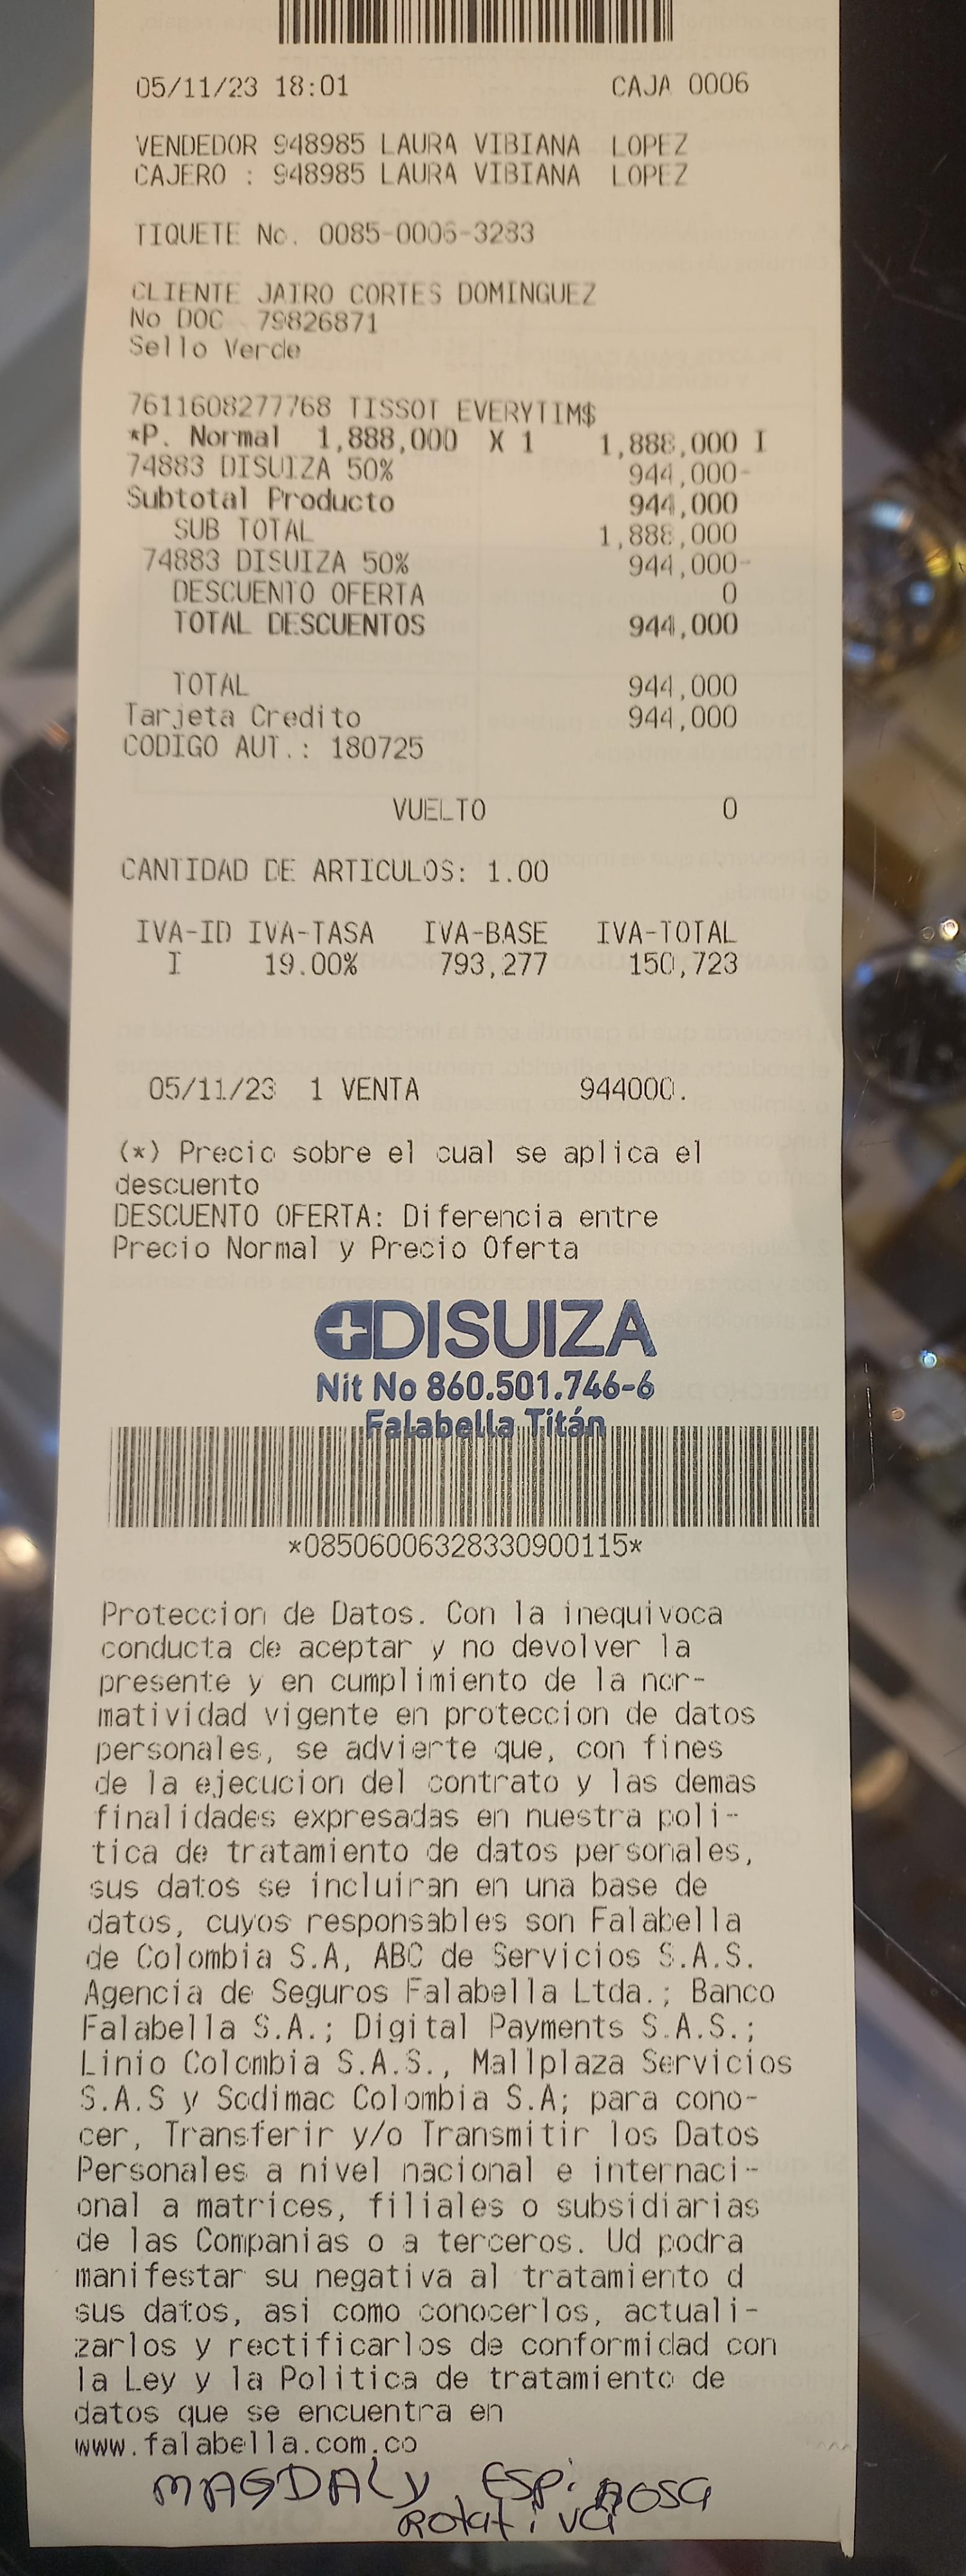 05/11/23 18:01 CAJA 0006
VENDEDOR 948985 LAURA VIBIANA LOPEZ
CAJERO : 948985 LAURA VIBIANA LOPEZ
TIQUETE No. 0085-0006-3283
CLIENTE JAIRO CORTES DOMINGUEZ
No DOC 79826871
Sello Verde
7611608277768 TISSOT EVERYTIM$
*P. Normal 1,888,000 X 1 1,888,000 I
74883 DISUIZA 50% 944,000-
Subtotal Producto 944,000
SUB TOTAL 1,888,000
74883 DISUIZA 50% 944,000-
DESCUENTO OFERTA 0
TOTAL DESCUENTOS 944,000
TOTAL 944,000
Tarjeta Credito 944,000
CODIGO AUT.: 180725
VUELTO 0
CANTIDAD DE ARTICULOS: 1.00
IVA-ID IVA-TASA IVA-BASE IVA-TOTAL
I 19.00% 793,277 150,723
05/11/23 1 VENTA 944000.
(*) Precio sobre el cual se aplica el
descuento
DESCUENTO OFERTA: Diferencia entre
Precio Normal y Precio Oferta
DISUIZA
Nit No 860.501.746-6
Falabella Titán
*08506006328330900115*
Proteccion de Datos. Con la inequivoca
conducta de aceptar y no devolver la
presente y en cumplimiento de la nor-
matividad vigente en proteccion de datos
personales, se advierte que, con fines
de la ejecucion del contrato y las demas
finalidades expresadas en nuestra poli-
tica de tratamiento de datos personales,
sus datos se incluiran en una base de
datos, cuyos responsables son Falabella
de Colombia S.A, ABC de Servicios S.A.S.
Agencia de Seguros Falabella Ltda.; Banco
Falabella S.A.; Digital Payments S.A.S.;
Linio Colombia S.A.S., Mallplaza Servicios
S.A.S y Sodimac Colombia S.A; para cono-
cer, Transferir y/o Transmitir los Datos
Personales a nivel nacional e internaci-
onal a matrices, filiales o subsidiarias
de las Companias o a terceros. Ud podra
manifestar su negativa al tratamiento d
sus datos, asi como conocerlos, actuali-
zarlos y rectificarlos de conformidad con
la Ley y la Politica de tratamiento de
datos que se encuentra en
www.falabella.com.co
MAGDALY Espinosa
Rotativa